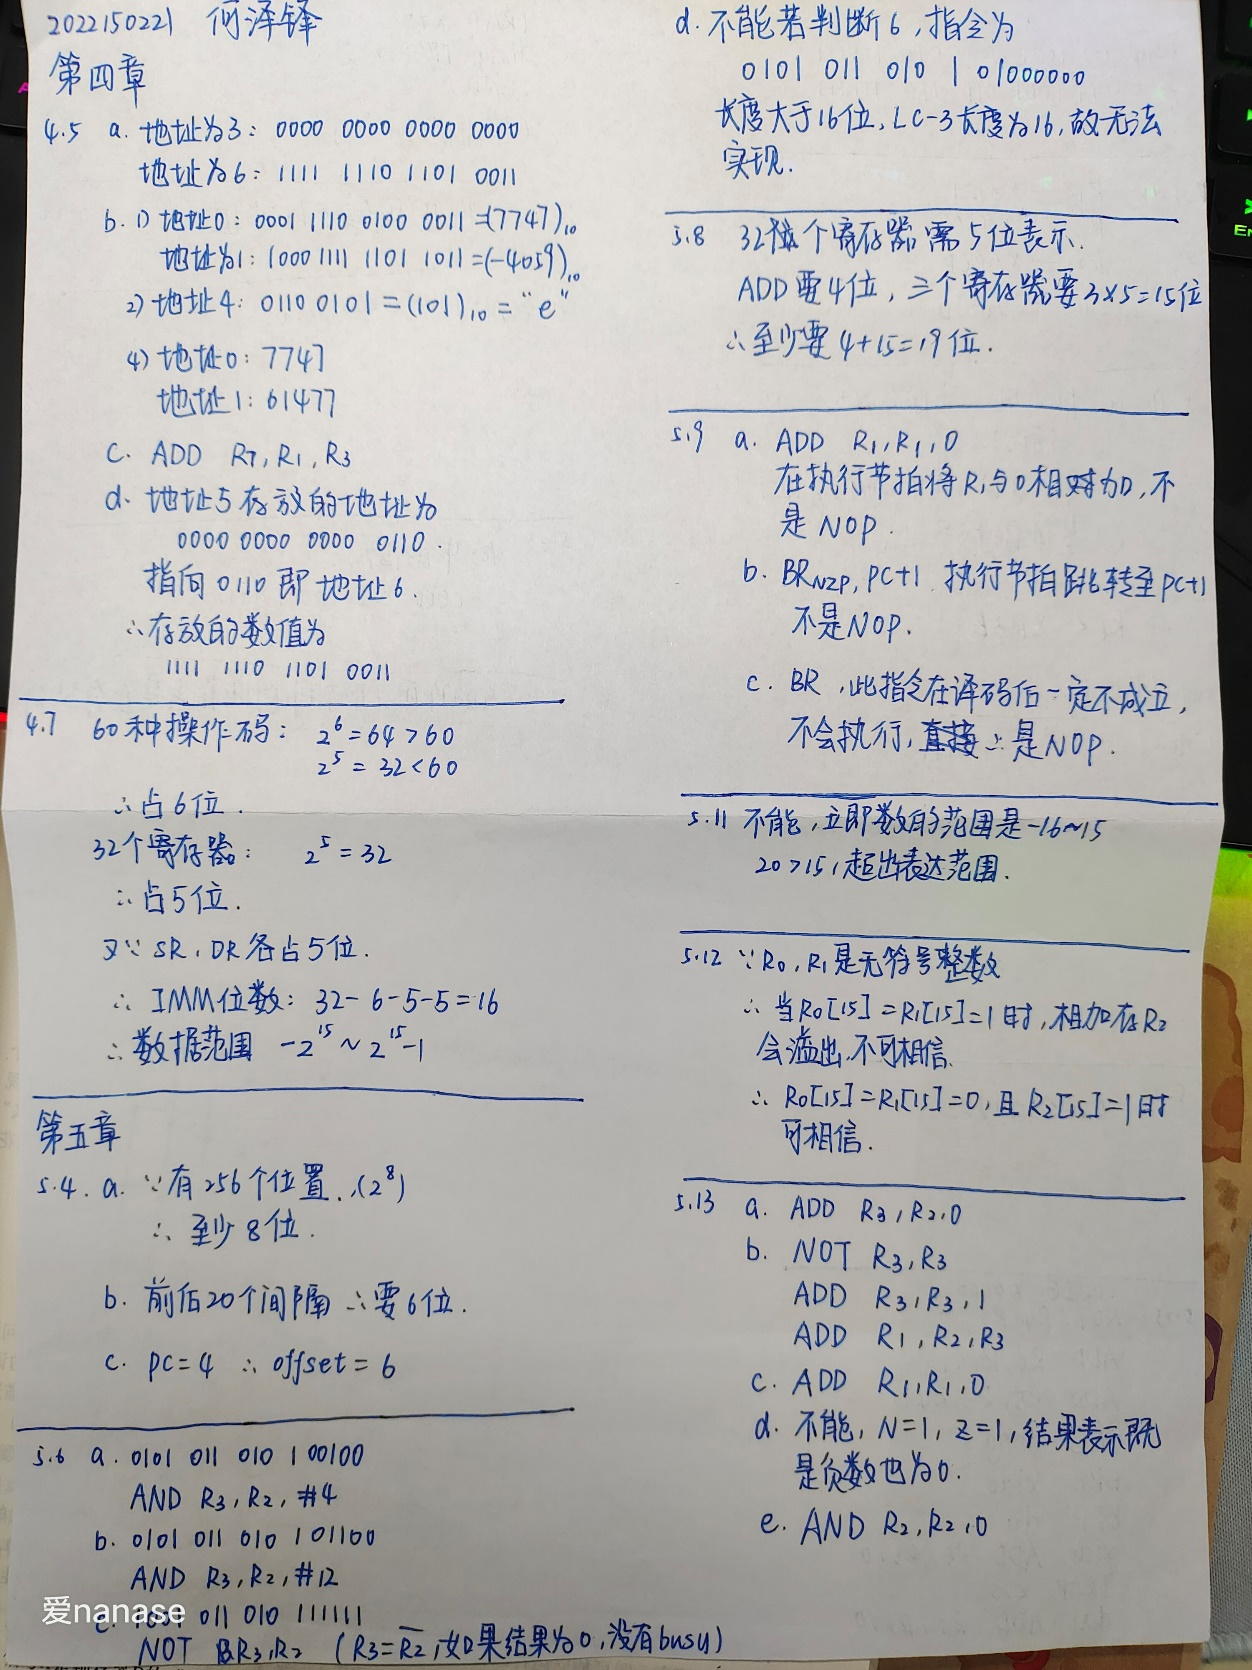 2022150221 何泽锋
第四章
4.5 a. 地址为3: 0000 0000 0000 0000
地址为6: 1111 1110 1101 0011
b. 1) 地址0: 0001 1110 0100 0011 =(7747)₁₀
地址为1: 1000 1111 1101 1011 =(-4059)₁₀
2) 地址4: 0110 0101 = (101)₁₀ = "e"
4) 地址0: 7747
地址1: 61477
c. ADD R7, R1, R3
d. 地址5存放的地址为
0000 0000 0000 0110.
指向0110即地址6.
∴存放的数值为
1111 1110 1101 0011
4.7 60种操作码: 2⁶=64>60
2⁵=32<60
∴占6位.
32个寄存器: 2⁵=32
∴占5位.
又∵ SR, DR各占5位.
∴ IMM位数: 32-6-5-5=16
∴数据范围 -2¹⁵~2¹⁵-1
第五章
5.4. a. ∵有256个位置.(2⁸)
∴至少8位.
b. 前后20个间隔 ∴要6位.
c. PC=4 ∴ offset=6
5.6 a. 0101 011 010 1 00100
AND R3, R2, #4
b. 0101 011 010 1 01100
AND R3, R2, #12
c. 1001 011 010 111111
NOT R3, R2 (R3=R̅2̅,如果结果为0,没有busy)
爱nanase
d. 不能若判断6,指令为
0101 011 010 1 01000000
长度大于16位, LC-3长度为16,故无法
实现.
5.8 32个寄存器需5位表示.
ADD要4位,三个寄存器要3×5=15位
∴至少要4+15=19位.
5.9 a. ADD R1, R1, 0
在执行节拍将R1与0相加,不
是NOP.
b. BRNZP, PC+1 执行节拍跳转至PC+1
不是NOP.
c. BR ,此指令在译码后一定不成立,
不会执行, ∴是NOP.
5.11 不能,立即数的范围是-16~15
20>15,超出表达范围.
5.12 ∵R0, R1是无符号整数
∴当R0[15]=R1[15]=1时,相加存R2
会溢出,不可相信.
∴ R0[15]=R1[15]=0,且R2[15]=1时
可相信.
5.13 a. ADD R3, R2, 0
b. NOT R3, R3
ADD R3, R3, 1
ADD R1, R2, R3
c. ADD R1, R1, 0
d. 不能, N=1, Z=1,结果表示既
是负数也为0.
e. AND R2, R2, 0